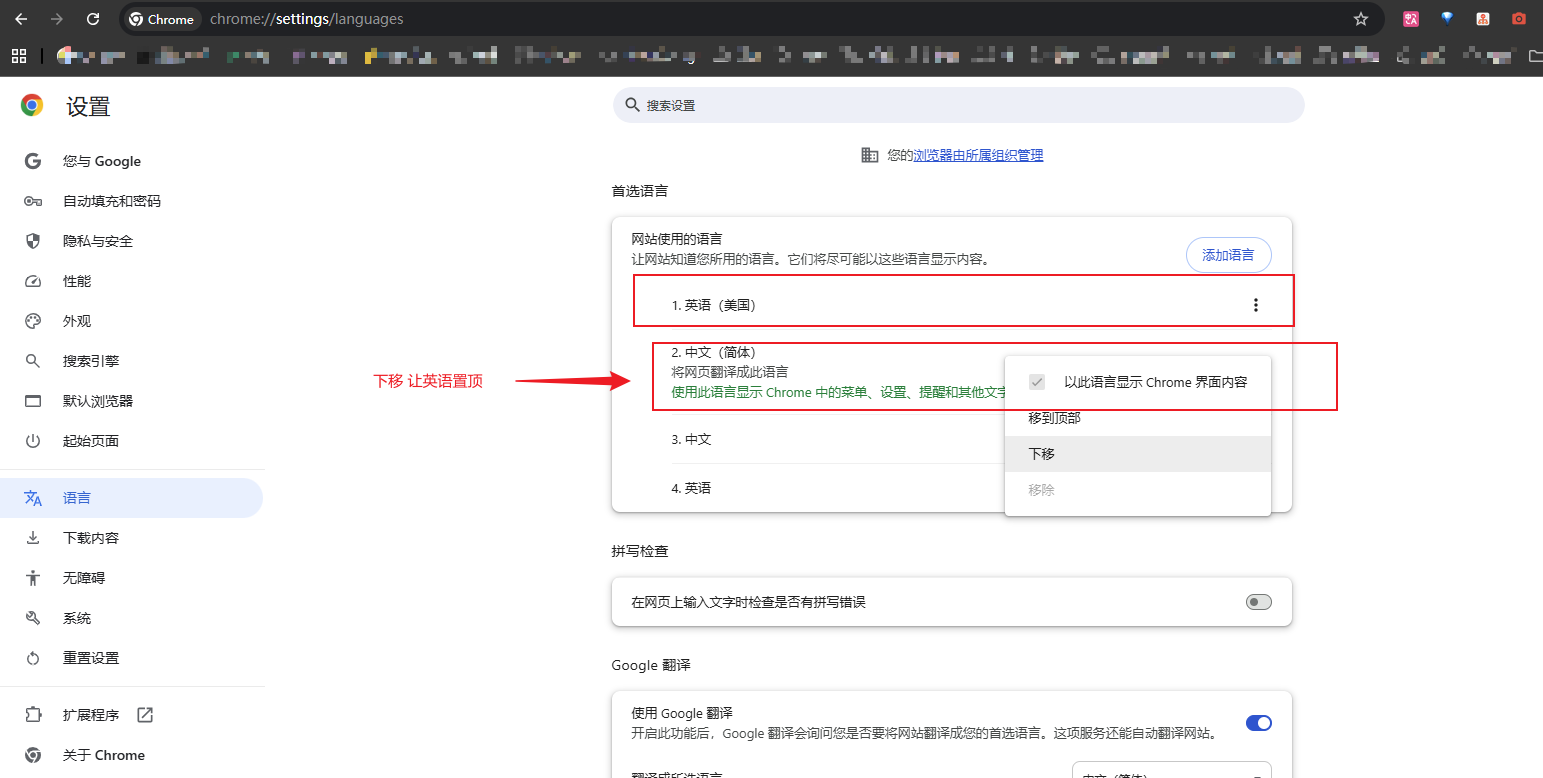 Chrome
chrome://settings/languages
设置
搜索设置
您与 Google
自动填充和密码
隐私与安全
性能
外观
搜索引擎
默认浏览器
起始页面
语言
下载内容
无障碍
系统
重置设置
扩展程序
关于 Chrome
您的浏览器由所属组织管理
首选语言
网站使用的语言
让网站知道您所用的语言。它们将尽可能以这些语言显示内容。
添加语言
1. 英语（美国）
2. 中文（简体）
将网页翻译成此语言
使用此语言显示 Chrome 中的菜单、设置、提醒和其他文字
下移 让英语置顶
以此语言显示 Chrome 界面内容
移到顶部
下移
移除
3. 中文
4. 英语
拼写检查
在网页上输入文字时检查是否有拼写错误
Google 翻译
使用 Google 翻译
开启此功能后，Google 翻译会询问您是否要将网站翻译成您的首选语言。这项服务还能自动翻译网站。
翻译成所选语言
中文（简体）